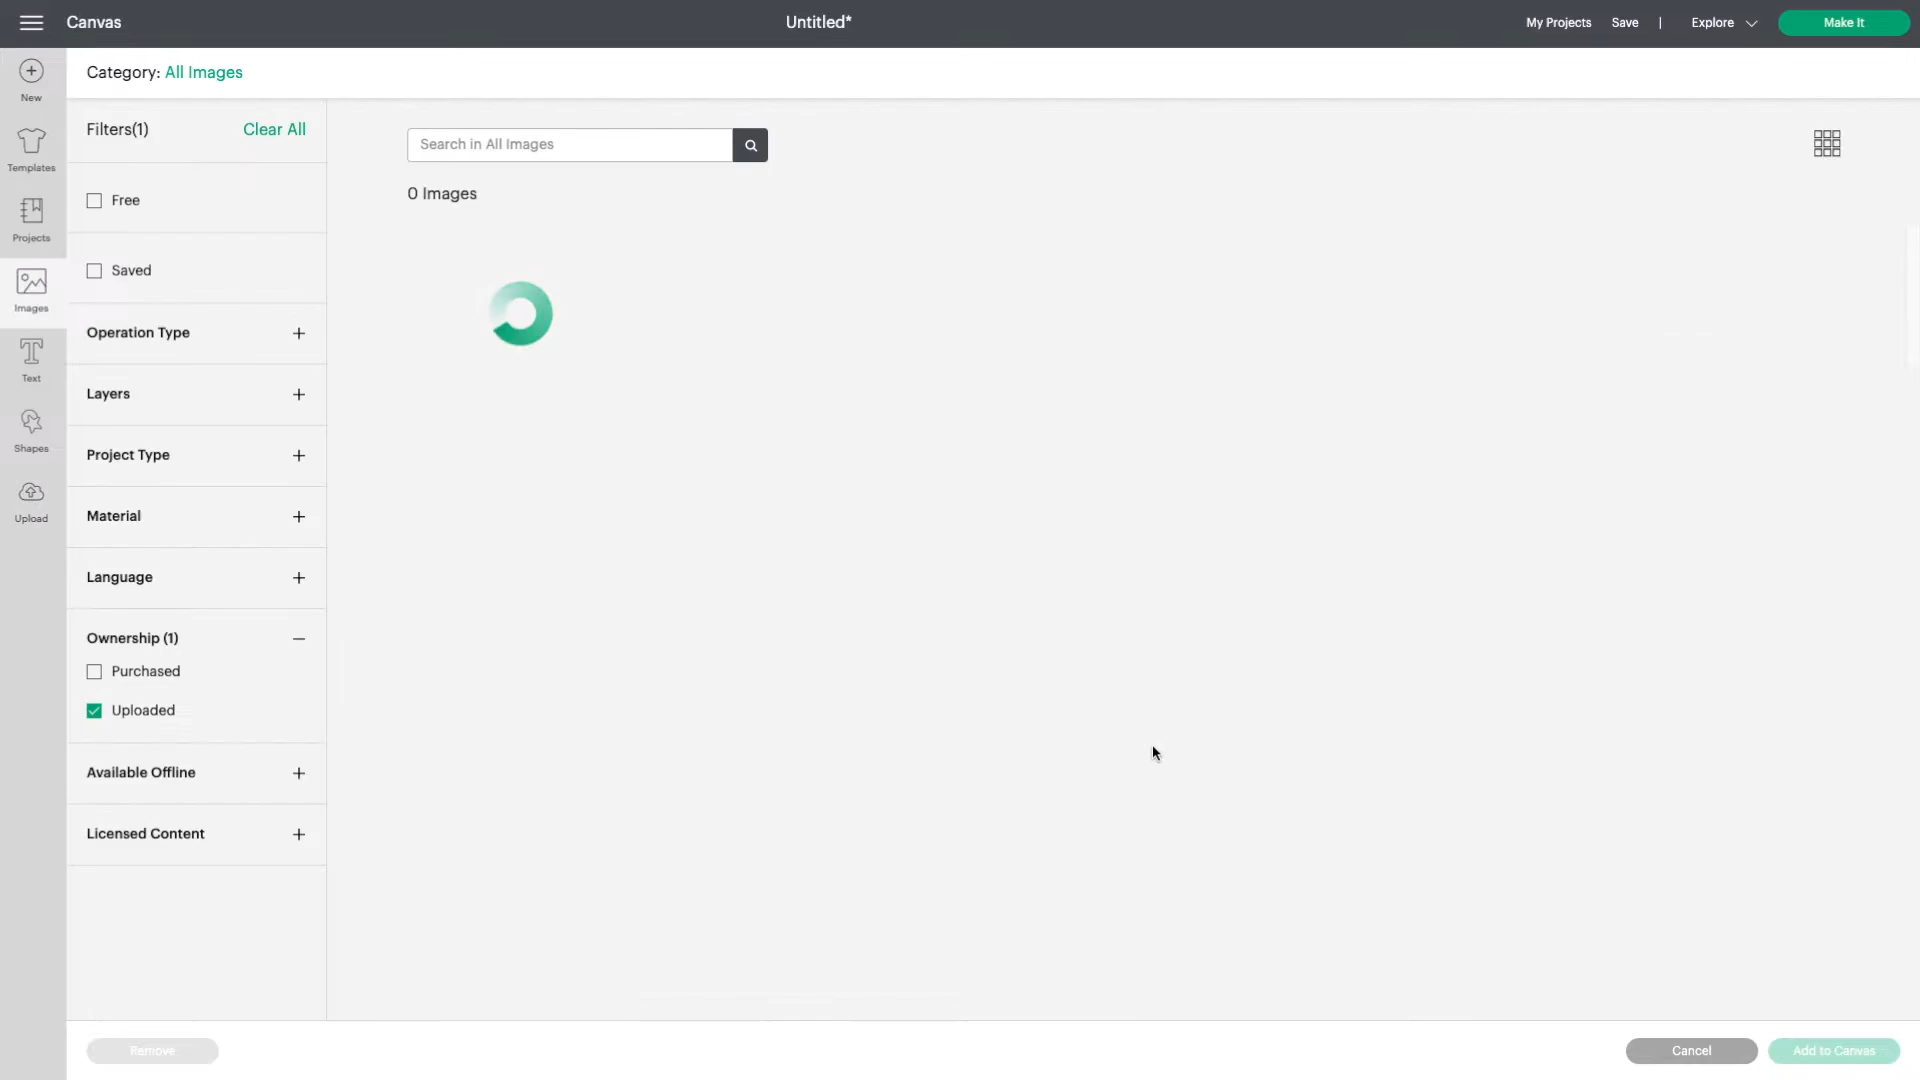 Canvas
Untitled*
My Projects
Save
|
Explore
Make It
New
Templates
Projects
Images
Text
Shapes
Upload
Category: All Images
Filters(1)
Clear All
Free
Saved
Operation Type
Layers
Project Type
Material
Language
Ownership (1)
Purchased
Uploaded
Available Offline
Licensed Content
Search in All Images
0 Images
Remove
Cancel
Add to Canvas